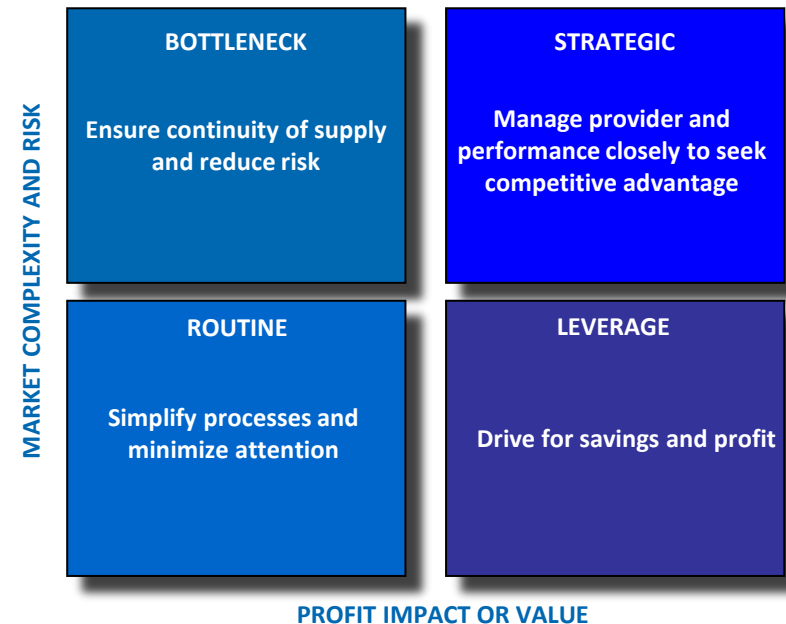 MARKET COMPLEXITY AND RISK
BOTTLENECK
Ensure continuity of supply
and reduce risk
STRATEGIC
Manage provider and
performance closely to seek
competitive advantage
ROUTINE
Simplify processes and
minimize attention
LEVERAGE
Drive for savings and profit
PROFIT IMPACT OR VALUE